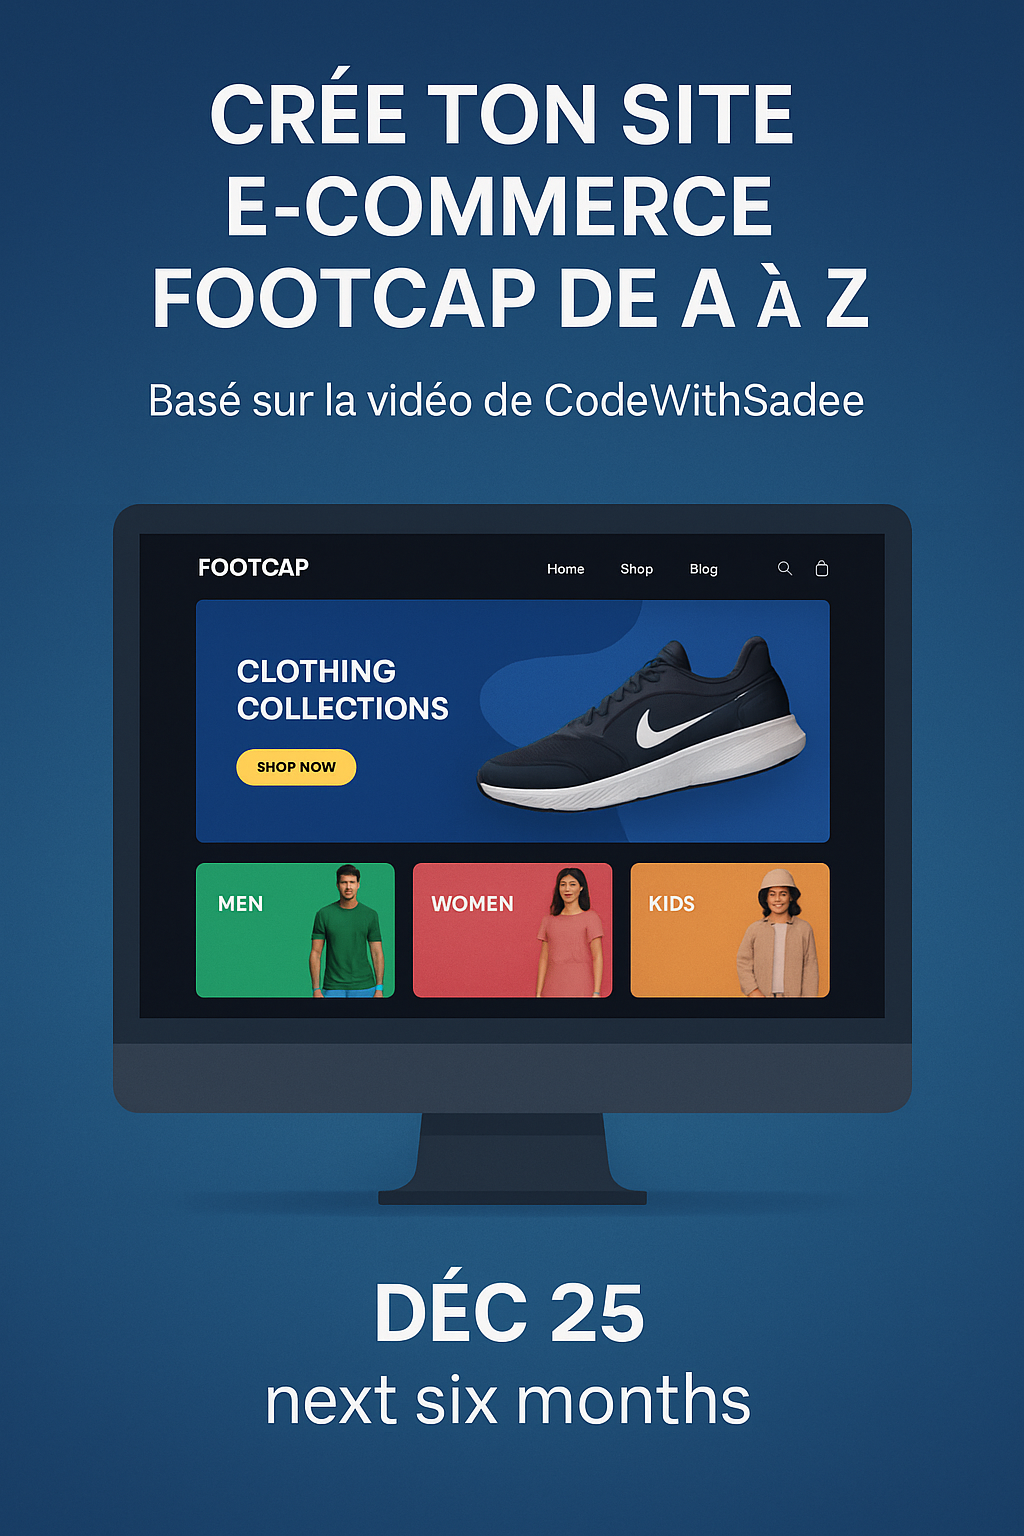 CRÉE TON SITE
E-COMMERCE
FOOTCAP DE A À Z
Basé sur la vidéo de CodeWithSadee
FOOTCAP Home Shop Blog
CLOTHING
COLLECTIONS
SHOP NOW
MEN WOMEN KIDS
DÉC 25
next six months